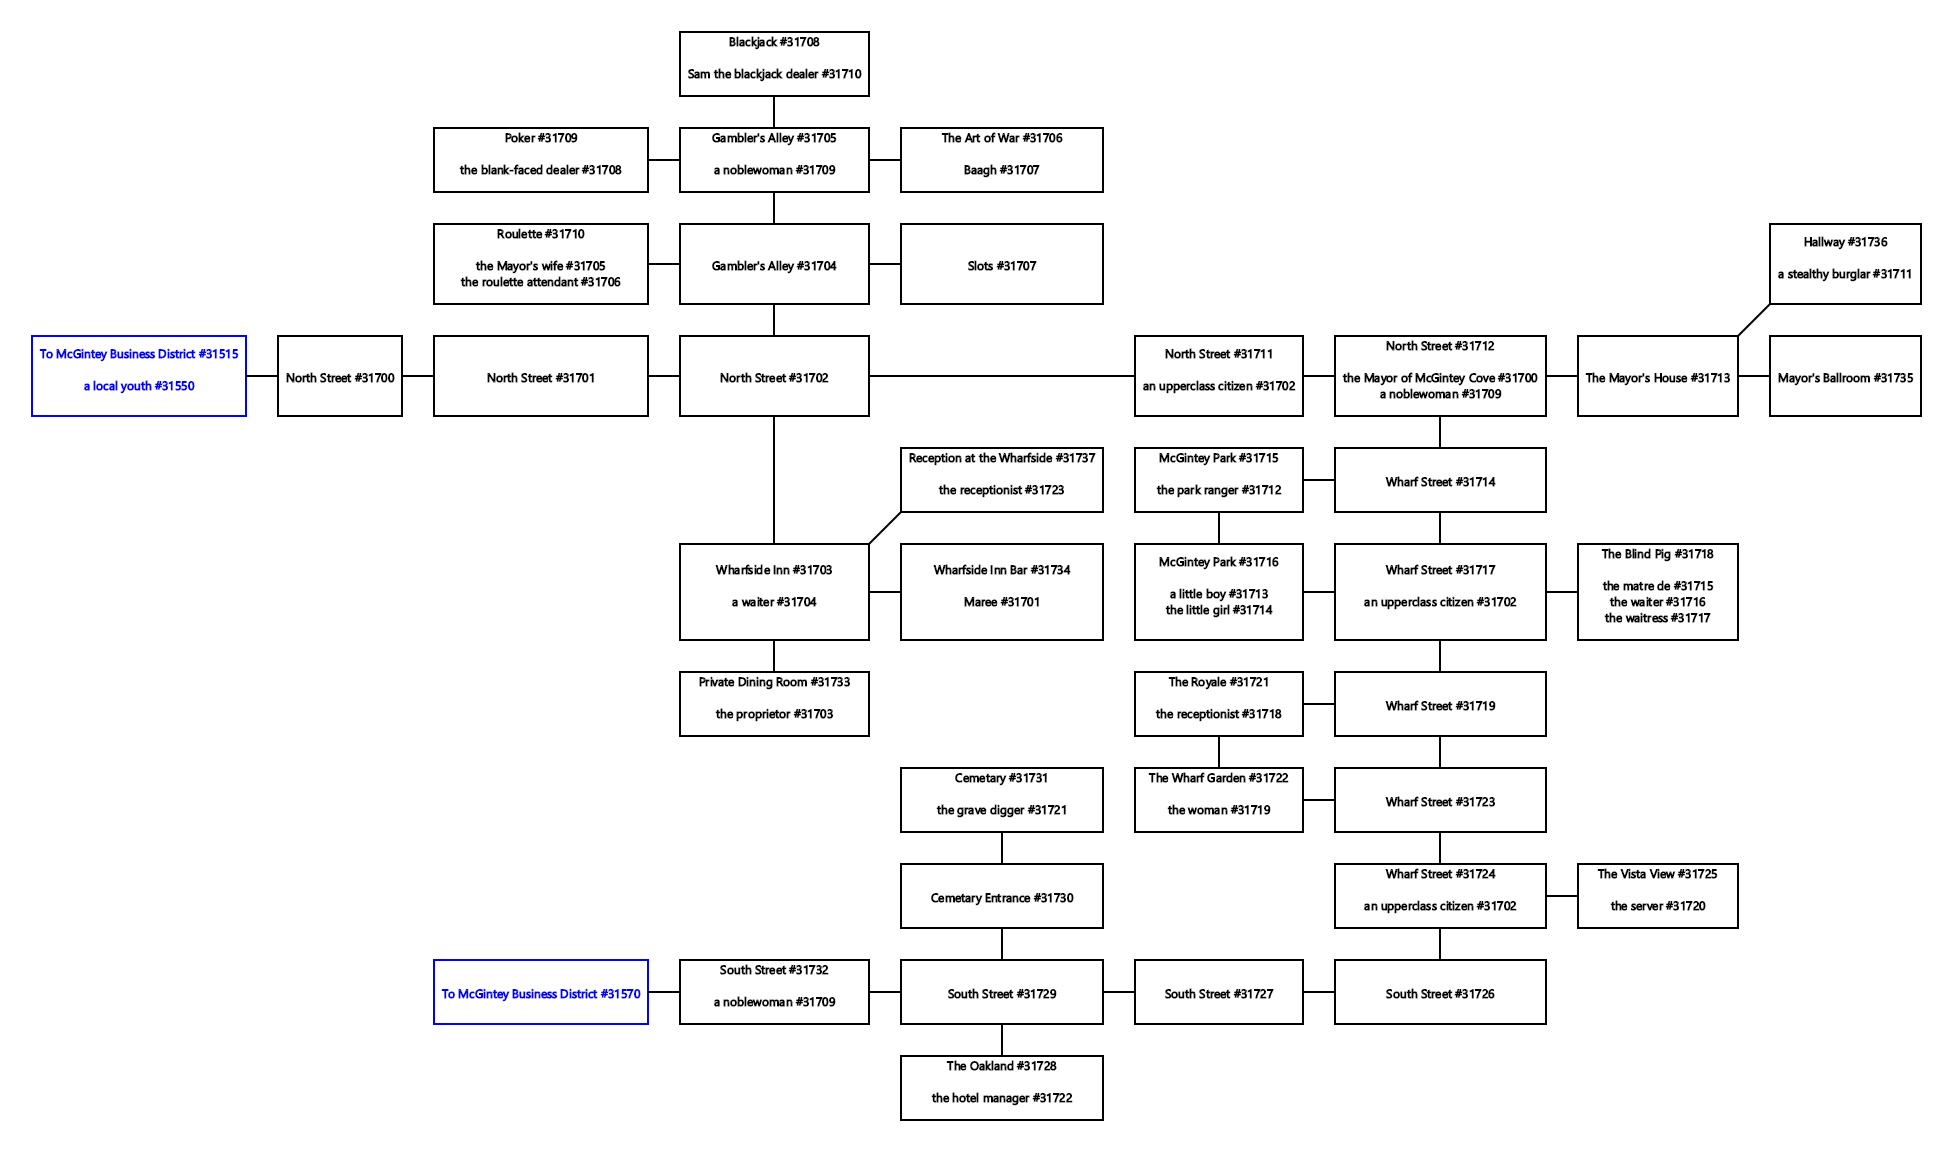 Blackjack #31708
Sam the blackjack dealer #31710
Poker #31709
the blank-faced dealer #31708
Gambler's Alley #31705
a noblewoman #31709
The Art of War #31706
Baagh #31707
Roulette #31710
the Mayor's wife #31705
the roulette attendant #31706
Gambler's Alley #31704
Slots #31707
Hallway #31736
a stealthy burglar #31711
To McGintey Business District #31515
a local youth #31550
North Street #31700
North Street #31701
North Street #31702
North Street #31711
an upperclass citizen #31702
North Street #31712
the Mayor of McGintey Cove #31700
a noblewoman #31709
The Mayor's House #31713
Mayor's Ballroom #31735
Reception at the Wharfside #31737
the receptionist #31723
McGintey Park #31715
the park ranger #31712
Wharf Street #31714
Wharfside Inn #31703
a waiter #31704
Wharfside Inn Bar #31734
Maree #31701
McGintey Park #31716
a little boy #31713
the little girl #31714
Wharf Street #31717
an upperclass citizen #31702
The Blind Pig #31718
the matre de #31715
the waiter #31716
the waitress #31717
Private Dining Room #31733
the proprietor #31703
The Royale #31721
the receptionist #31718
Wharf Street #31719
Cemetary #31731
the grave digger #31721
The Wharf Garden #31722
the woman #31719
Wharf Street #31723
Cemetary Entrance #31730
Wharf Street #31724
an upperclass citizen #31702
The Vista View #31725
the server #31720
To McGintey Business District #31570
South Street #31732
a noblewoman #31709
South Street #31729
South Street #31727
South Street #31726
The Oakland #31728
the hotel manager #31722